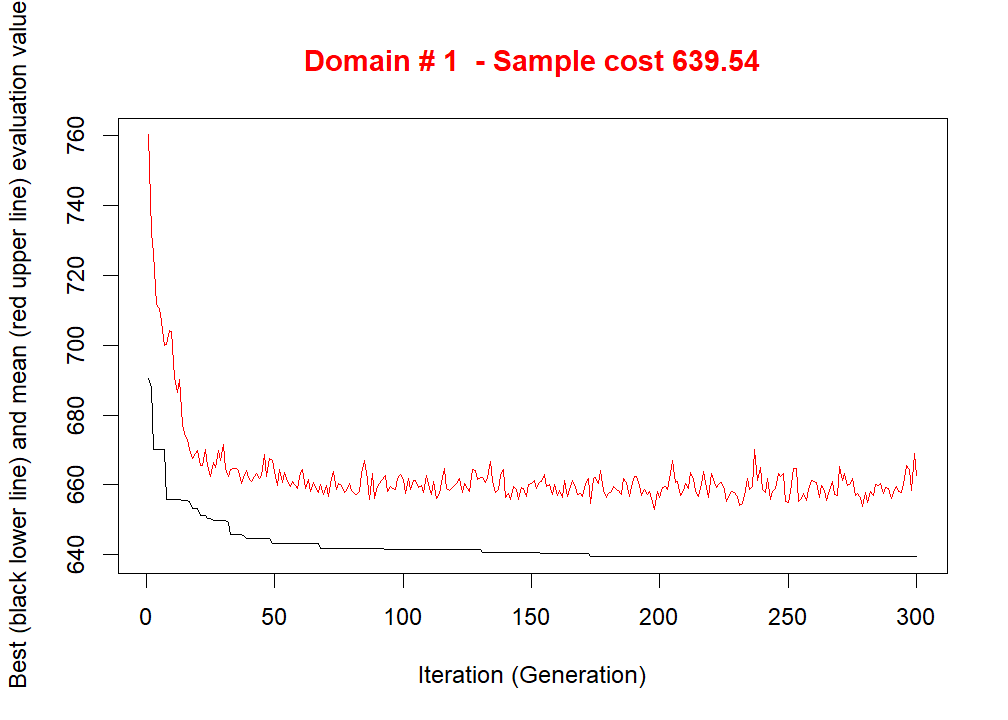 Domain # 1  - Sample cost 639.54
Best (black lower line) and mean (red upper line) evaluation value
760
740
720
700
680
660
640
0 50 100 150 200 250 300
Iteration (Generation)